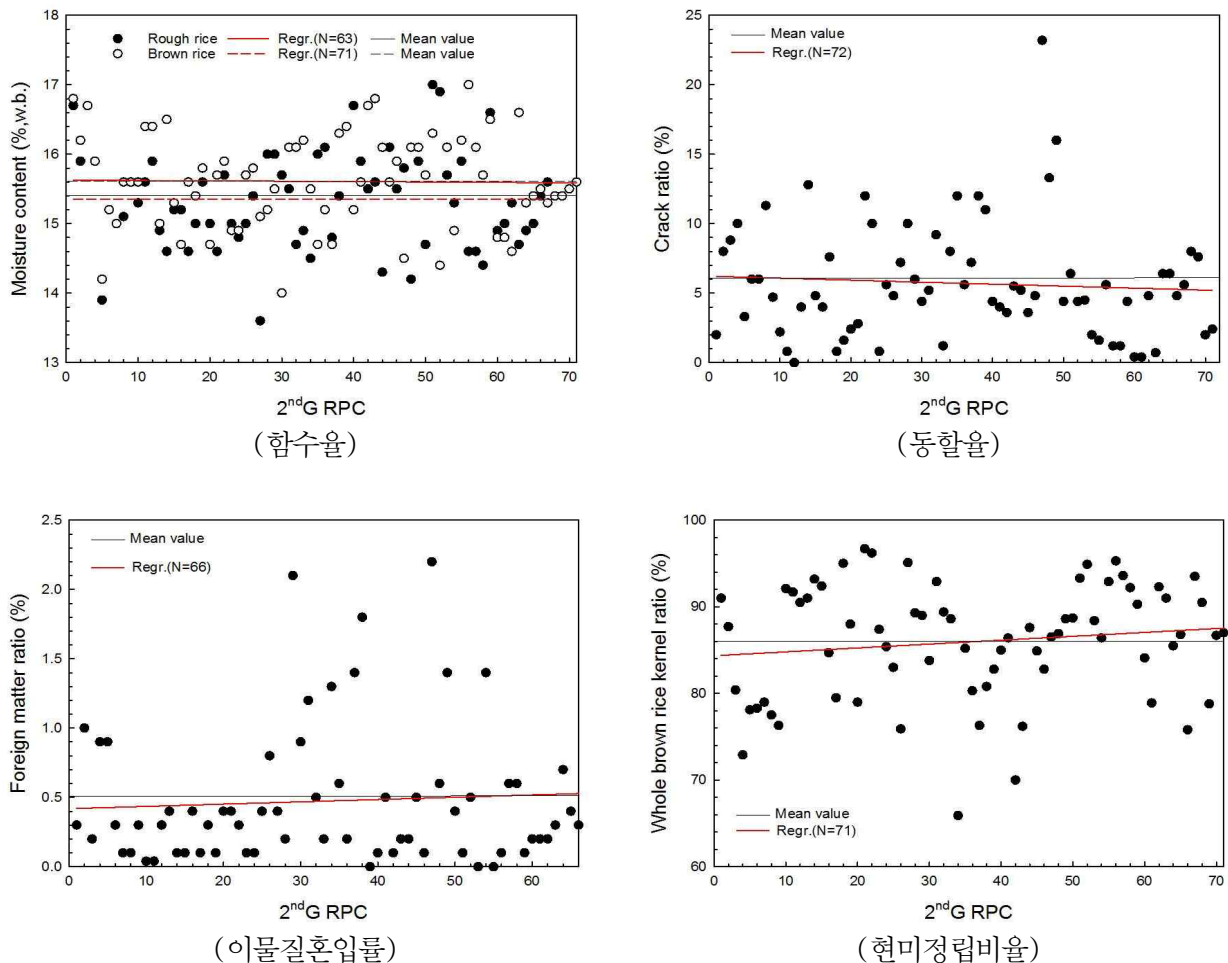 18
17
16
15
14
13
Moisture content (%,w.b.)
Rough rice Regr.(N=63) Mean value
Brown rice Regr.(N=71) Mean value
0 10 20 30 40 50 60 70
2ndG RPC
(함수율)
25
20
15
10
5
0
Crack ratio (%)
Mean value
Regr.(N=72)
0 10 20 30 40 50 60 70
2ndG RPC
(동할율)
2.5
2.0
1.5
1.0
0.5
0.0
Foreign matter ratio (%)
Mean value
Regr.(N=66)
0 10 20 30 40 50 60
2ndG RPC
(이물질혼입률)
100
90
80
70
60
Whole brown rice kernel ratio (%)
Mean value
Regr.(N=71)
0 10 20 30 40 50 60 70
2ndG RPC
(현미정립비율)